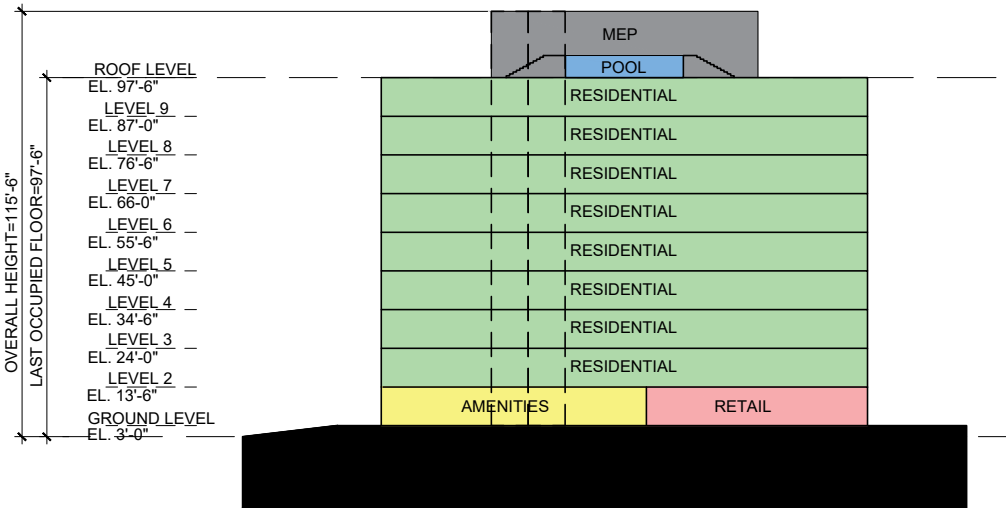 OVERALL HEIGHT=115'-6"
LAST OCCUPIED FLOOR=97'-6"
MEP
POOL
ROOF LEVEL
EL. 97'-6"
RESIDENTIAL
LEVEL 9
EL. 87'-0"
RESIDENTIAL
LEVEL 8
EL. 76'-6"
RESIDENTIAL
LEVEL 7
EL. 66-0"
RESIDENTIAL
LEVEL 6
EL. 55'-6"
RESIDENTIAL
LEVEL 5
EL. 45'-0"
RESIDENTIAL
LEVEL 4
EL. 34'-6"
RESIDENTIAL
LEVEL 3
EL. 24'-0"
RESIDENTIAL
LEVEL 2
EL. 13'-6"
AMENITIES
RETAIL
GROUND LEVEL
EL. 3'-0"